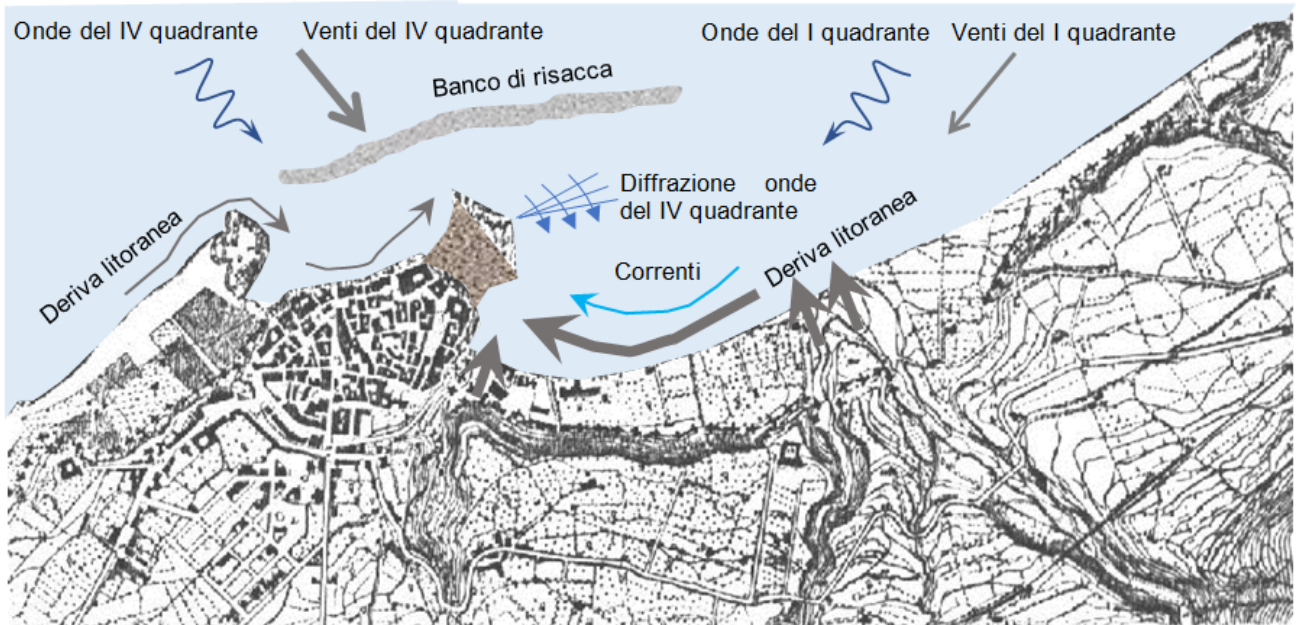 Onde del IV quadrante
Venti del IV quadrante
Onde del I quadrante
Venti del I quadrante
Banco di risacca
Diffrazione onde
del IV quadrante
Deriva litoranea
Correnti
Deriva litoranea